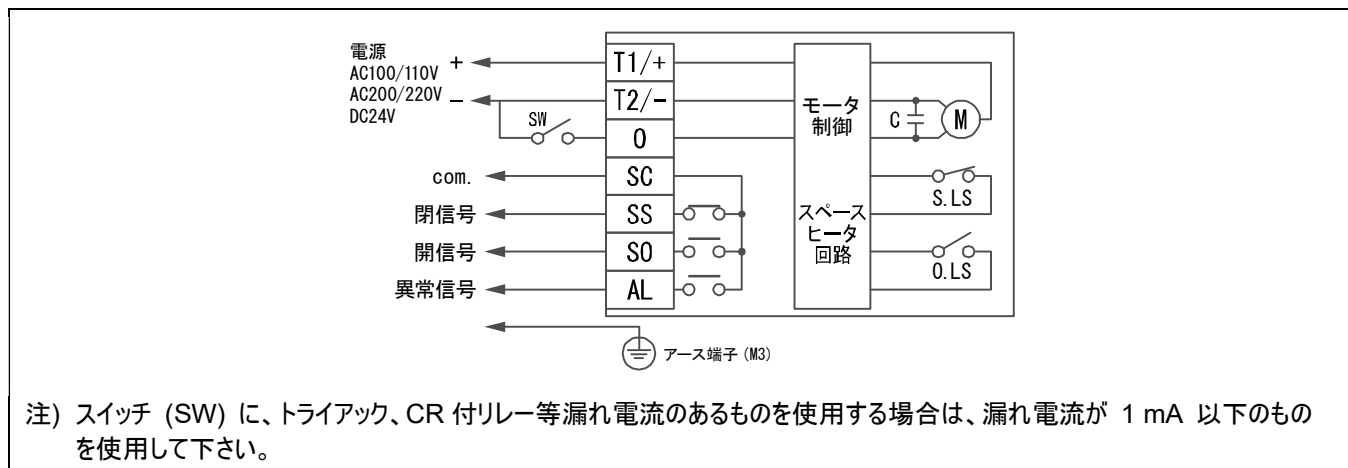 電源
AC100/110V
AC200/220V
DC24V
+
−
SW
T1/+
T2/-
O
com.
SC
閉信号
SS
開信号
SO
異常信号
AL
モータ
制御
スペース
ヒータ
回路
C
M
S.LS
O.LS
アース端子 (M3)
注) スイッチ (SW) に、トライアック、CR 付リレー等漏れ電流のあるものを使用する場合は、漏れ電流が 1 mA 以下のもの
を使用して下さい。